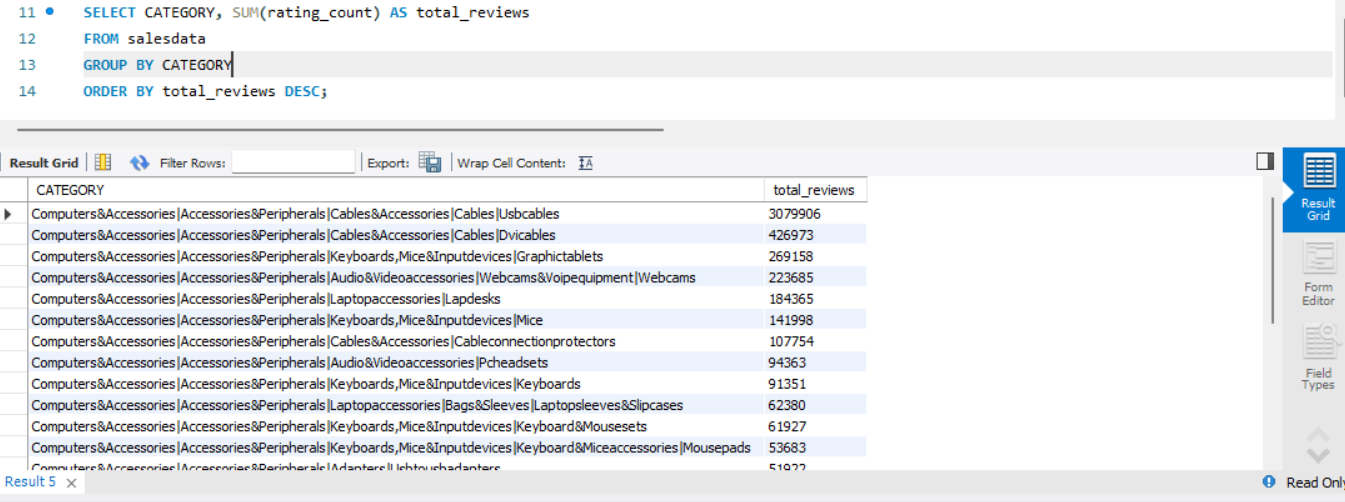 11 SELECT CATEGORY, SUM(rating_count) AS total_reviews
12 FROM salesdata
13 GROUP BY CATEGORY
14 ORDER BY total_reviews DESC;
Result Grid Filter Rows: Export: Wrap Cell Content:
CATEGORY total_reviews
Computers&Accessories|Accessories&Peripherals|Cables&Accessories|Cables|Usbcables 3079906
Computers&Accessories|Accessories&Peripherals|Cables&Accessories|Cables|Dvicables 426973
Computers&Accessories|Accessories&Peripherals|Keyboards,Mice&Inputdevices|Graphictablets 269158
Computers&Accessories|Accessories&Peripherals|Audio&Videoaccessories|Webcams&Voipequipment|Webcams 223685
Computers&Accessories|Accessories&Peripherals|Laptopaccessories|Lapdesks 184365
Computers&Accessories|Accessories&Peripherals|Keyboards,Mice&Inputdevices|Mice 141998
Computers&Accessories|Accessories&Peripherals|Cables&Accessories|Cableconnectionprotectors 107754
Computers&Accessories|Accessories&Peripherals|Audio&Videoaccessories|Pcheadsets 94363
Computers&Accessories|Accessories&Peripherals|Keyboards,Mice&Inputdevices|Keyboards 91351
Computers&Accessories|Accessories&Peripherals|Laptopaccessories|Bags&Sleeves|Laptopsleeves&Slipcases 62380
Computers&Accessories|Accessories&Peripherals|Keyboards,Mice&Inputdevices|Keyboard&Mousesets 61927
Computers&Accessories|Accessories&Peripherals|Keyboards,Mice&Inputdevices|Keyboard&Miceaccessories|Mousepads 53683
Computers&Accessories|Accessories&Peripherals|Adapters|Usbtousbadapters 51922
Result
Grid
Form
Editor
Field
Types
Result 5 Read Only